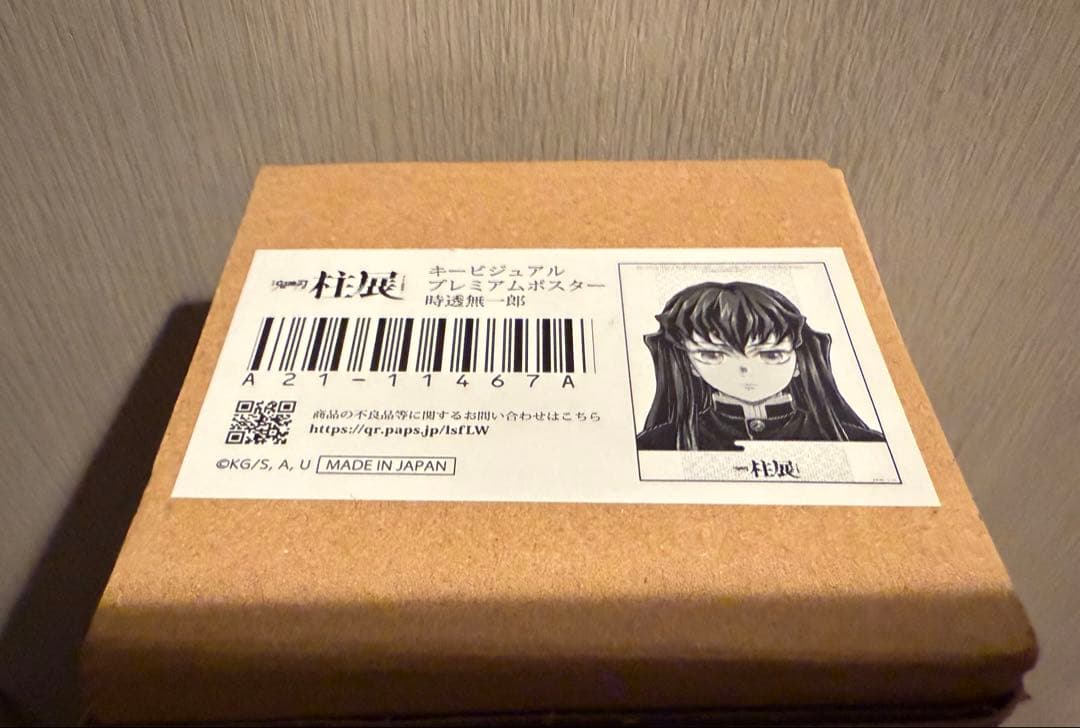 柱展
キービジュアル
プレミアムポスター
時透無一郎
A21-11467A
商品の不良品等に関するお問い合わせはこちら
https://qr.paps.jp/lsfLW
©KG/S, A, U MADE IN JAPAN
柱展